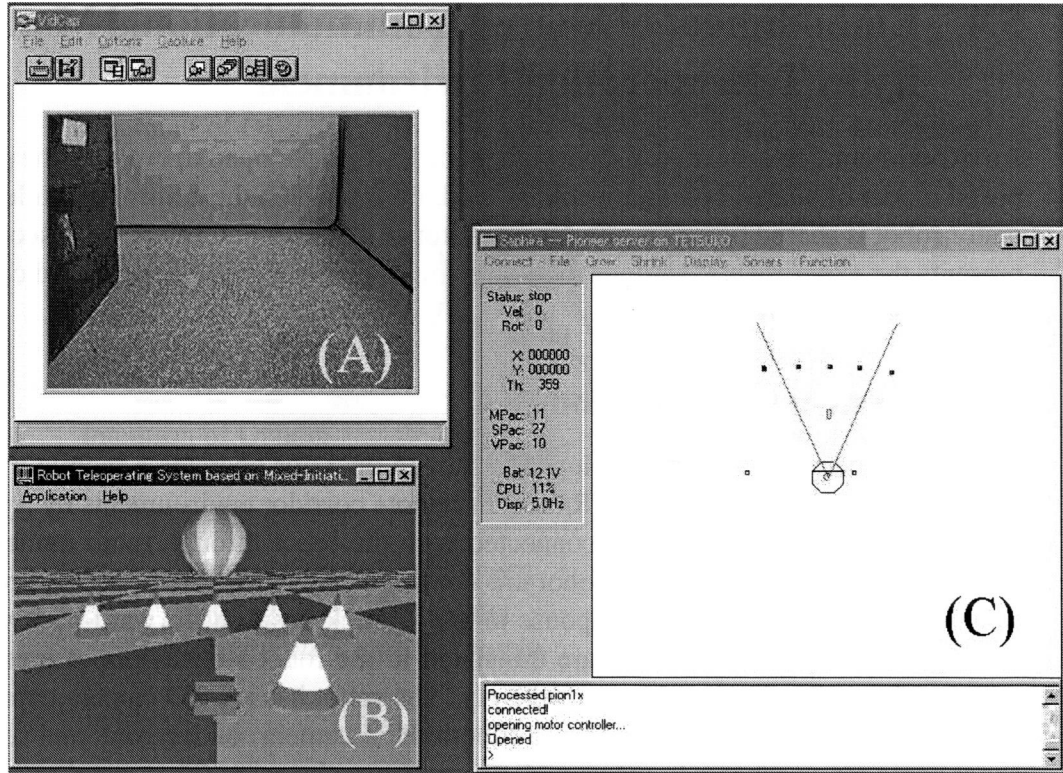 VidCap
File Edit Options Capture Help
(A)
Robot Teleoperating System based on Mixed-Initiati...
Application Help
(B)
Saphira --- Pioneer server on TETSURO
Connect File Grow Shrink Display Sonars Function
Status: stop
Vel: 0
Rot: 0
X: 000000
Y: 000000
Th: 359
MPac: 11
SPac: 27
VPac: 10
Bat: 12.1V
CPU: 11%
Disp: 5.0Hz
(C)
Processed pion1x
connected!
opening motor controller...
Opened
>